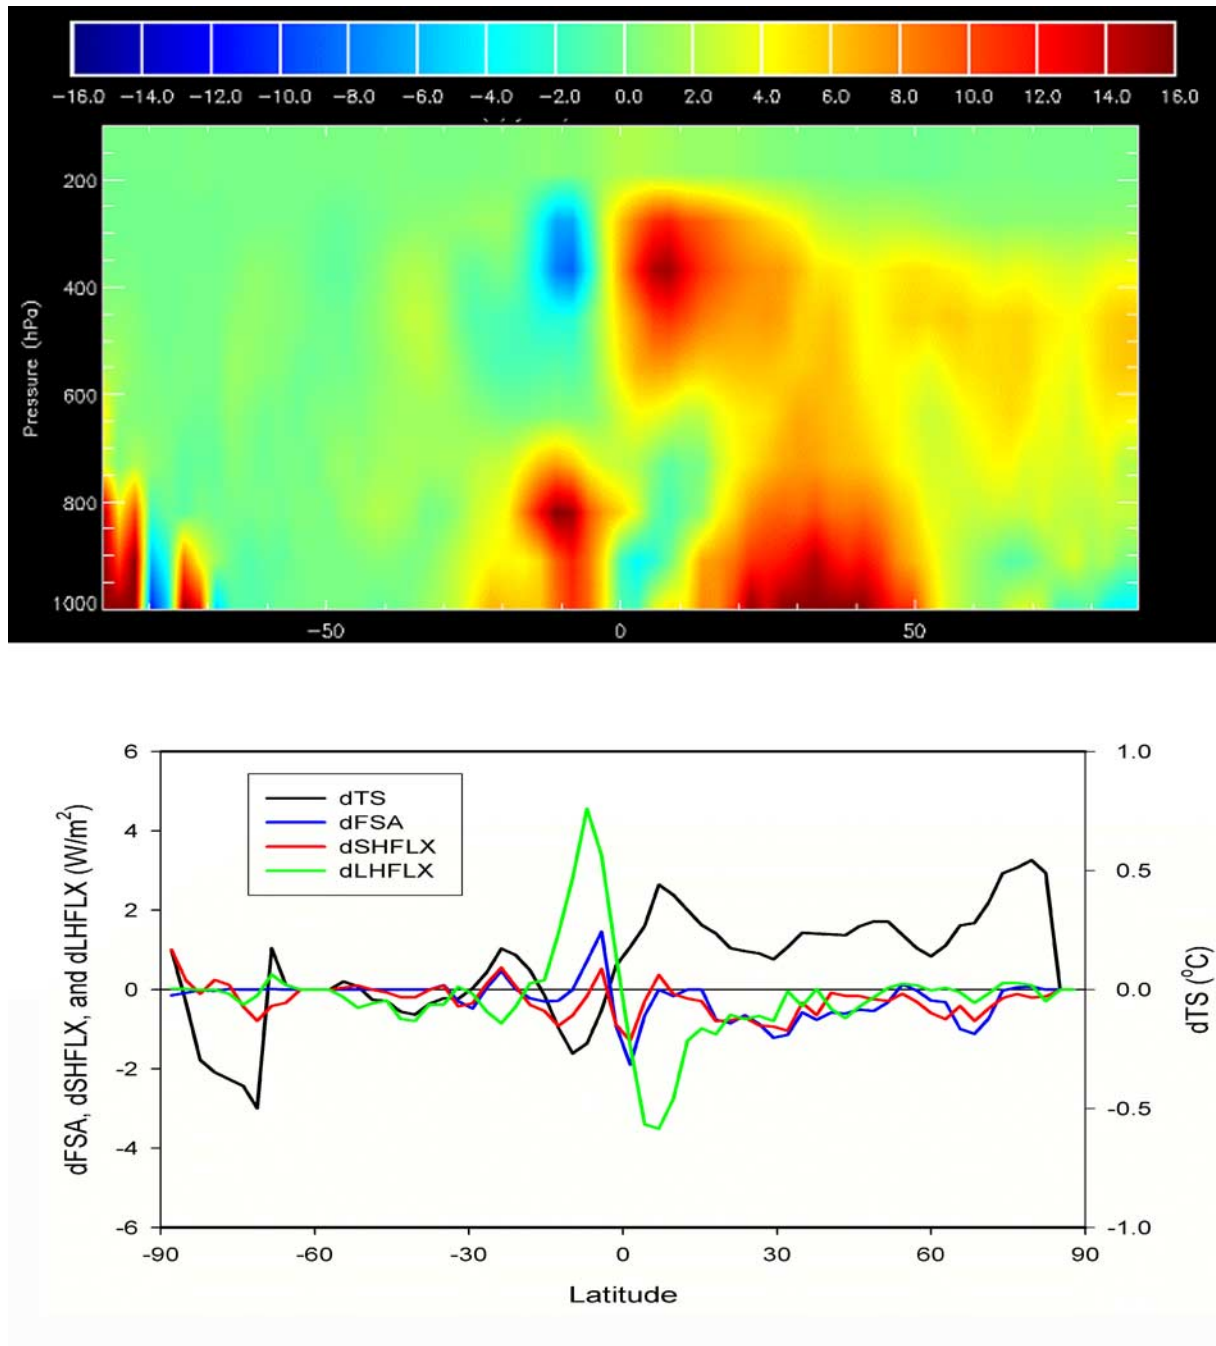 -16.0 -14.0 -12.0 -10.0 -8.0 -6.0 -4.0 -2.0 0.0 2.0 4.0 6.0 8.0 10.0 12.0 14.0 16.0
Pressure (hPa)
200
400
600
800
1000
-50 0 50
dFSA, dSHFLX, and dLHFLX (W/m²)
6
4
2
0
-2
-4
-6
dTS
dFSA
dSHFLX
dLHFLX
1.0
0.5
0.0
-0.5
-1.0
dTS (⁰C)
-90 -60 -30 0 30 60 90
Latitude